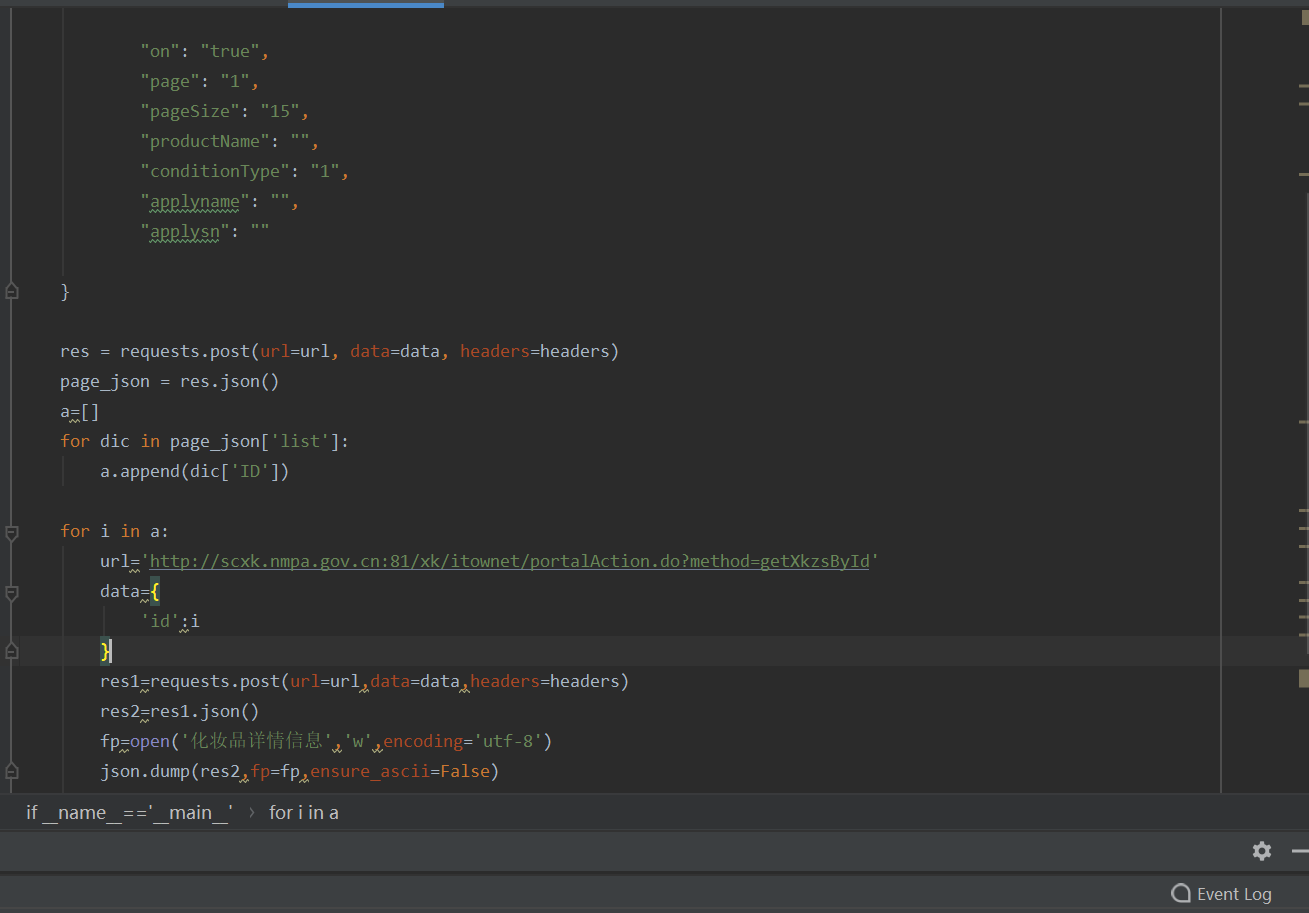 "on": "true",
"page": "1",
"pageSize": "15",
"productName": "",
"conditionType": "1",
"applyname": "",
"applysn": ""
}
res = requests.post(url=url, data=data, headers=headers)
page_json = res.json()
a=[]
for dic in page_json['list']:
a.append(dic['ID'])
for i in a:
url='http://scxk.nmpa.gov.cn:81/xk/itownet/portalAction.do?method=getXkzsById'
data={
'id':i
}
res1=requests.post(url=url,data=data,headers=headers)
res2=res1.json()
fp=open('化妆品详情信息','w',encoding='utf-8')
json.dump(res2,fp=fp,ensure_ascii=False)
if __name__=='__main__' › for i in a
Event Log